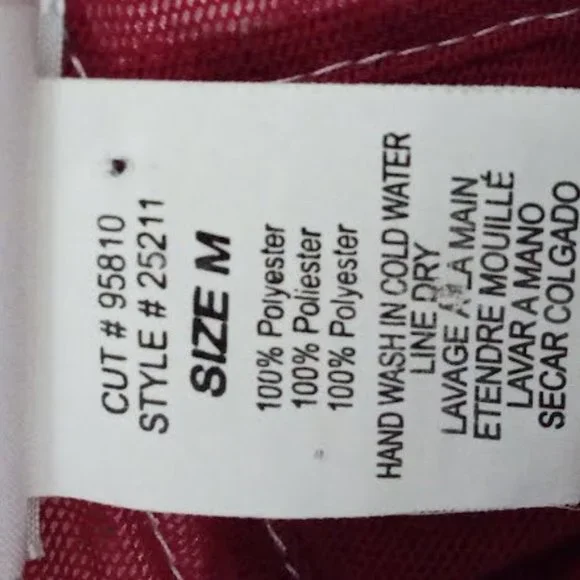 CUT # 95810
STYLE # 25211
SIZE M
100% Polyester
100% Poliester
100% Polyester
HAND WASH IN COLD WATER
LINE DRY
LAVAGE A LA MAIN
ETENDRE MOUILLÉ
LAVAR A MANO
SECAR COLGADO